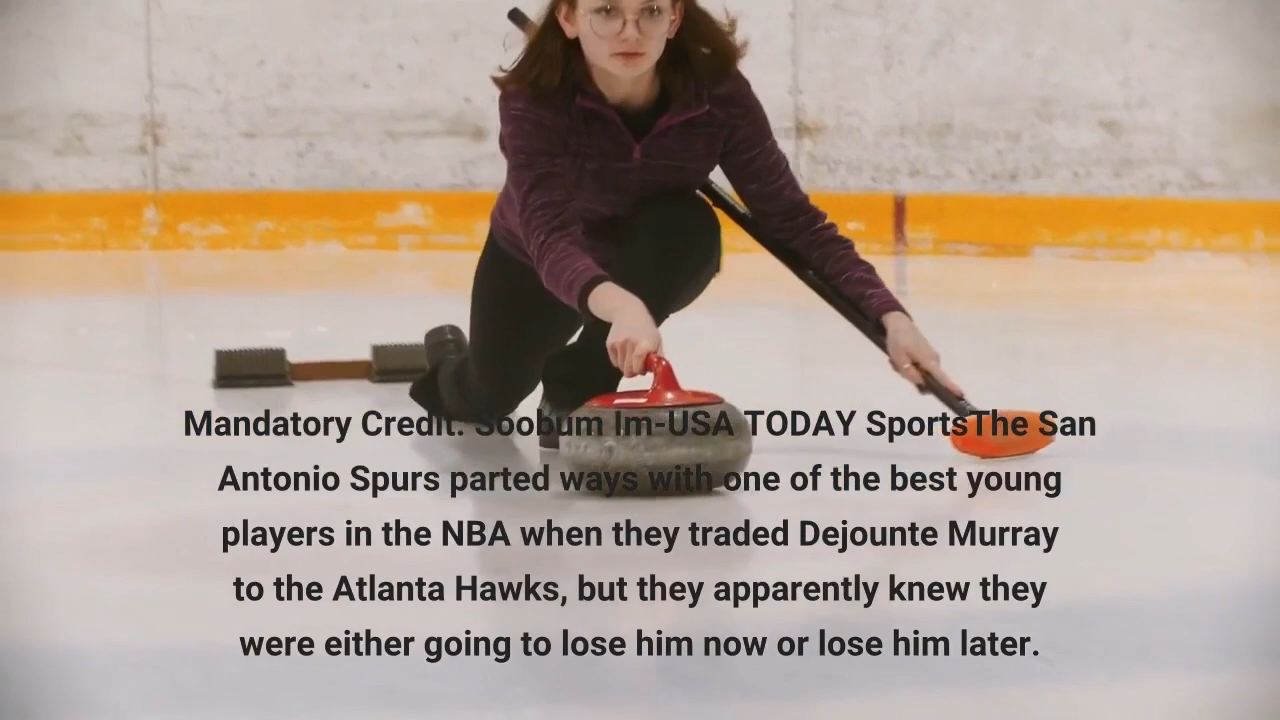 Mandatory Credit: Soobum Im-USA TODAY SportsThe San
Antonio Spurs parted ways with one of the best young
players in the NBA when they traded Dejounte Murray
to the Atlanta Hawks, but they apparently knew they
were either going to lose him now or lose him later.